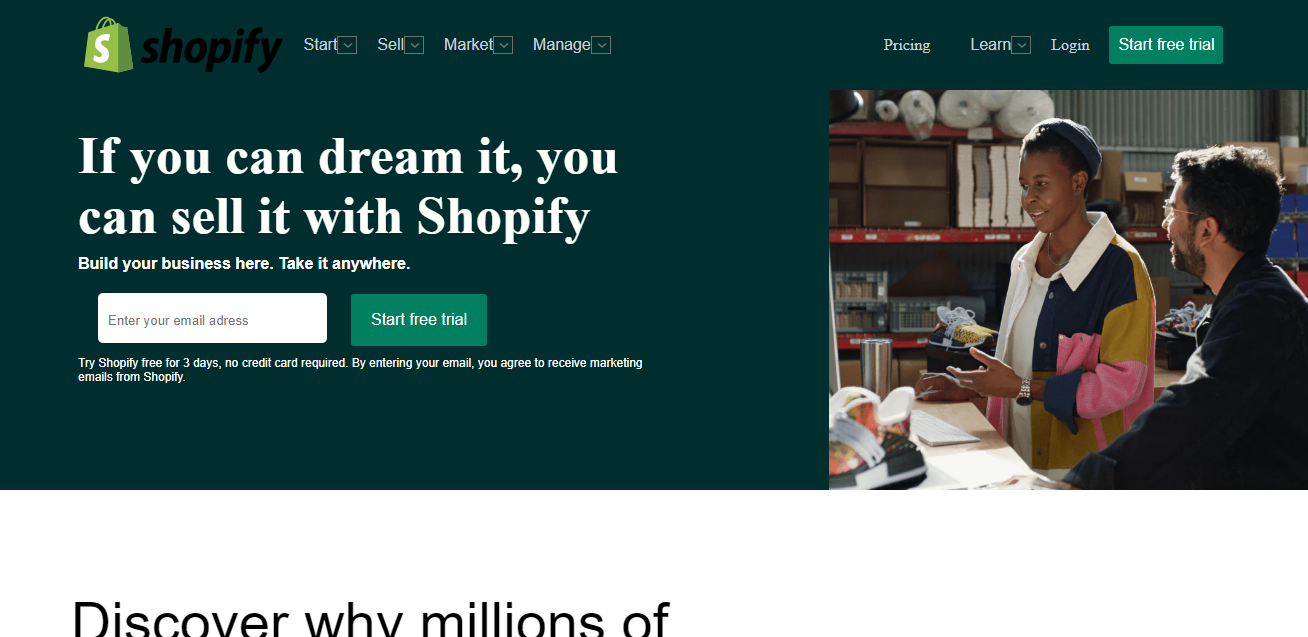 shopify Start Sell Market Manage Pricing Learn Login Start free trial
If you can dream it, you
can sell it with Shopify
Build your business here. Take it anywhere.
Enter your email adress Start free trial
Try Shopify free for 3 days, no credit card required. By entering your email, you agree to receive marketing
emails from Shopify.
Discover why millions of